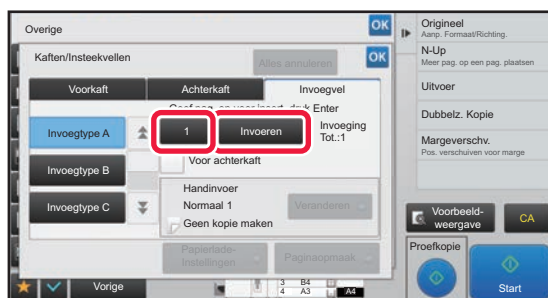 Overige
OK
Kaften/Insteekvellen
Alles annuleren
OK
Voorkaft
Achterkaft
Invoegvel
Enter
Invoegtype A
1
Invoeren
Invoeging
Tot.:1
Voor achterkaft
Invoegtype B
Handinvoer
Normaal 1
Veranderen
Invoegtype C
Geen kopie maken
Papierlade-
Instellingen
Paginaopmaak
Vorige
3 B4
4 A3
A4
Origineel
Aanp. Formaat/Richting.
N-Up
Meer pag. op een pag. plaatsen
Uitvoer
Dubbelz. Kopie
Margeverschv.
Pos. verschuiven voor marge
Voorbeeld-
weergave
CA
Proefkopie
Start